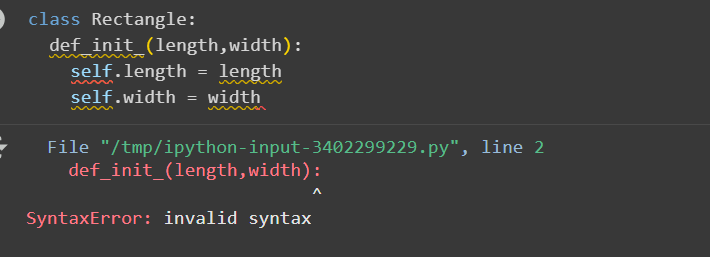 class Rectangle:
def_init_(length,width):
self.length = length
self.width = width
File "/tmp/ipython-input-3402299229.py", line 2
def_init_(length,width):
^
SyntaxError: invalid syntax